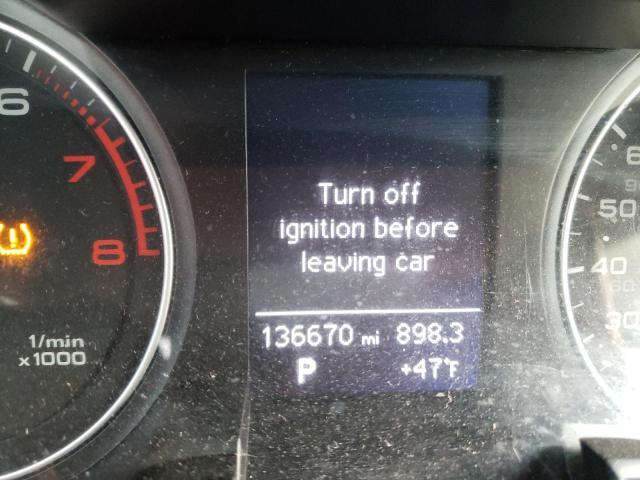 6
7
8
1/min
x1000
Turn off
ignition before
leaving car
136670 mi 898.3
P +47°F
50
40
60
30